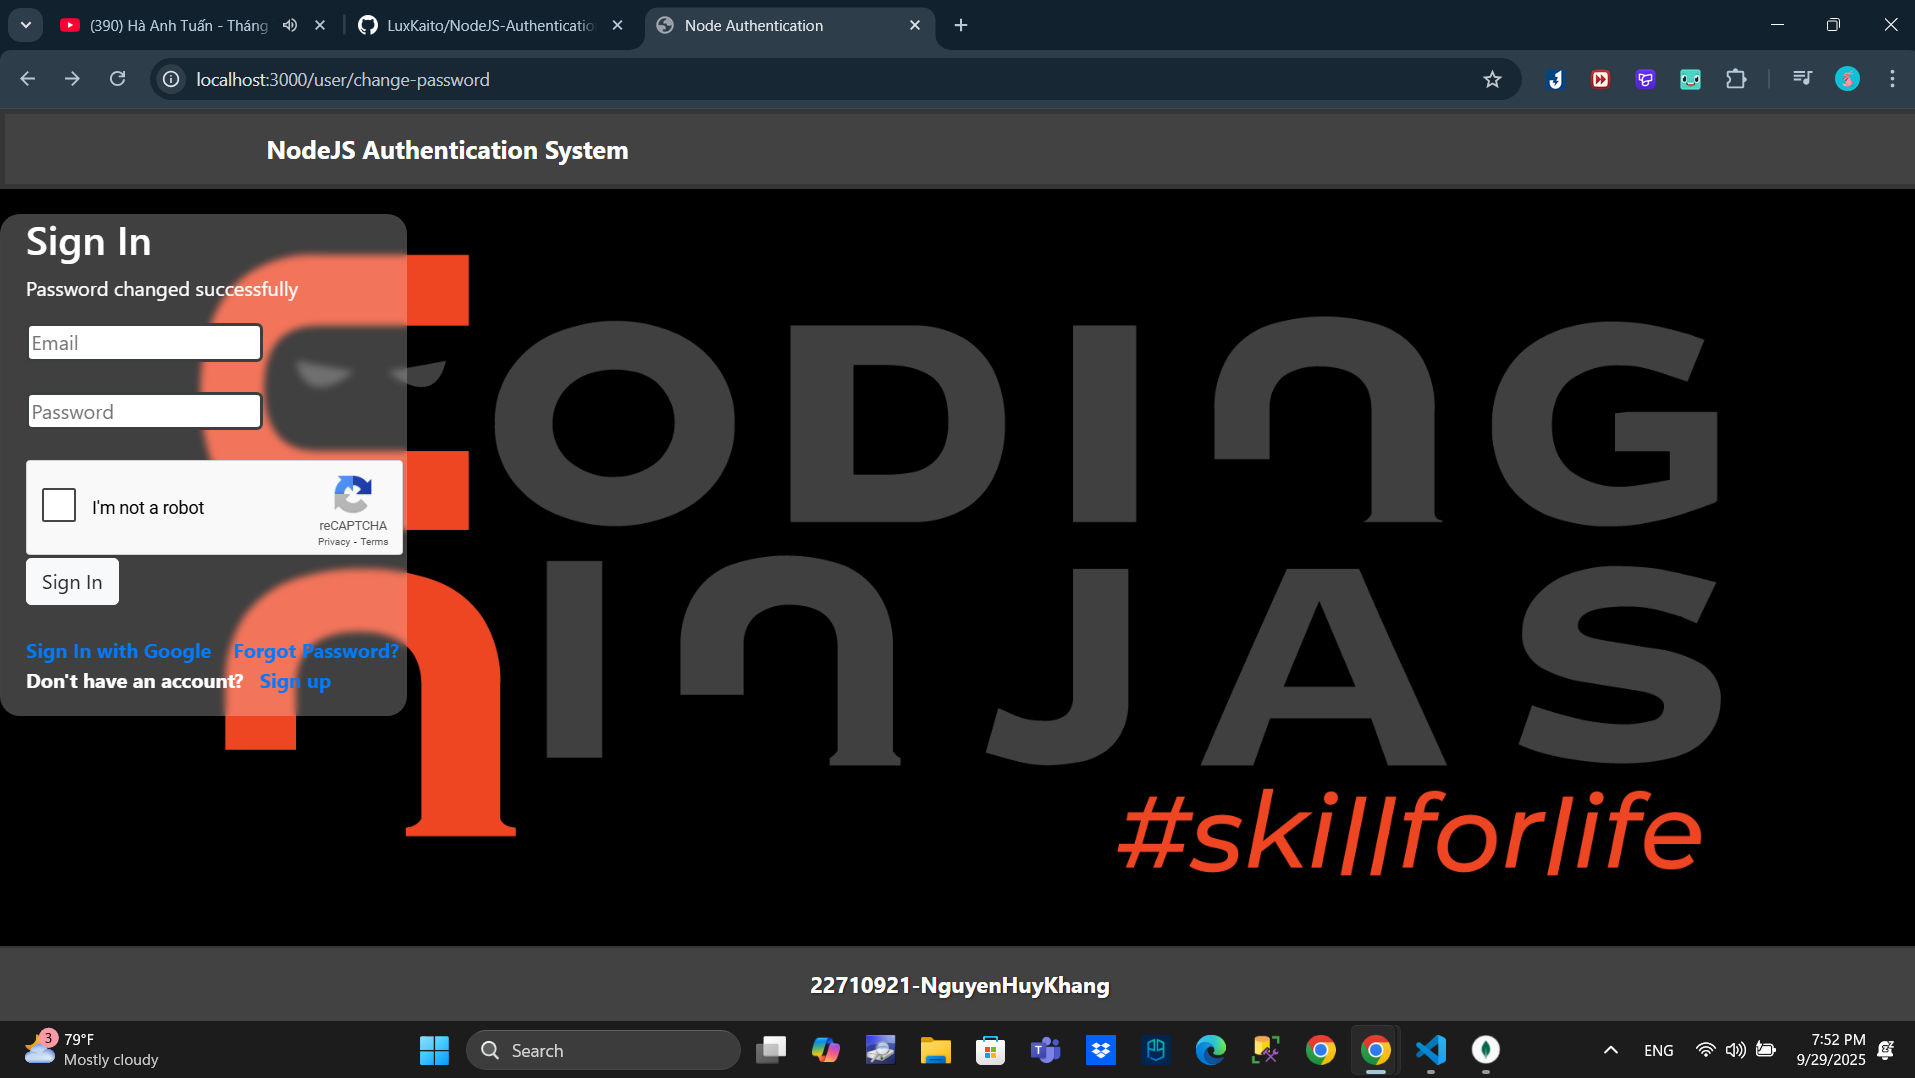 (390) Hà Anh Tuấn - Tháng
LuxKaito/NodeJS-Authenticatio
Node Authentication
localhost:3000/user/change-password
NodeJS Authentication System
Sign In
Password changed successfully
Email
Password
I'm not a robot
reCAPTCHA
Privacy - Terms
Sign In
Sign In with Google Forgot Password?
Don't have an account? Sign up
CODING
NINJAS
#skillforlife
22710921-NguyenHuyKhang
3
79°F
Mostly cloudy
Search
ENG
7:52 PM
9/29/2025